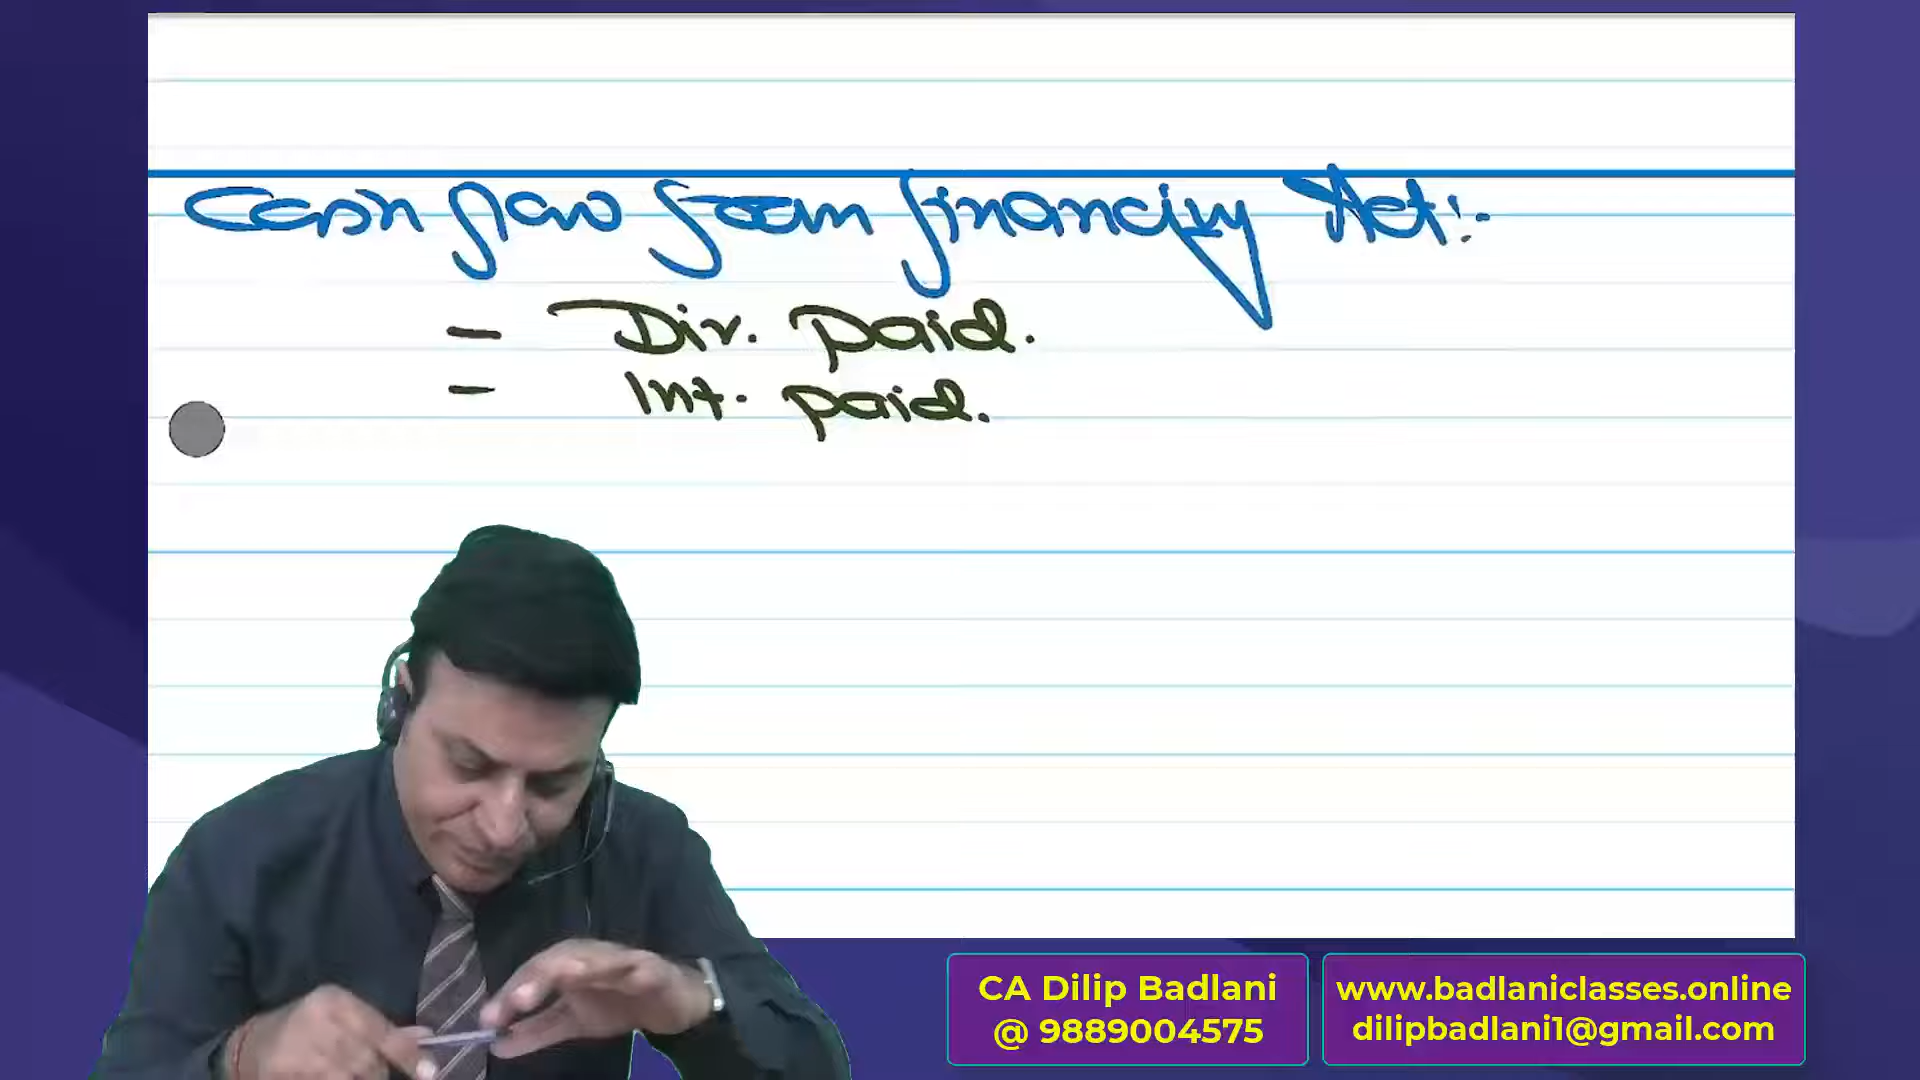 Cash flow from financing Act:-
- Div. paid.
- Int. paid.
CA Dilip Badlani
@ 9889004575
www.badlaniclasses.online
dilipbadlani1@gmail.com